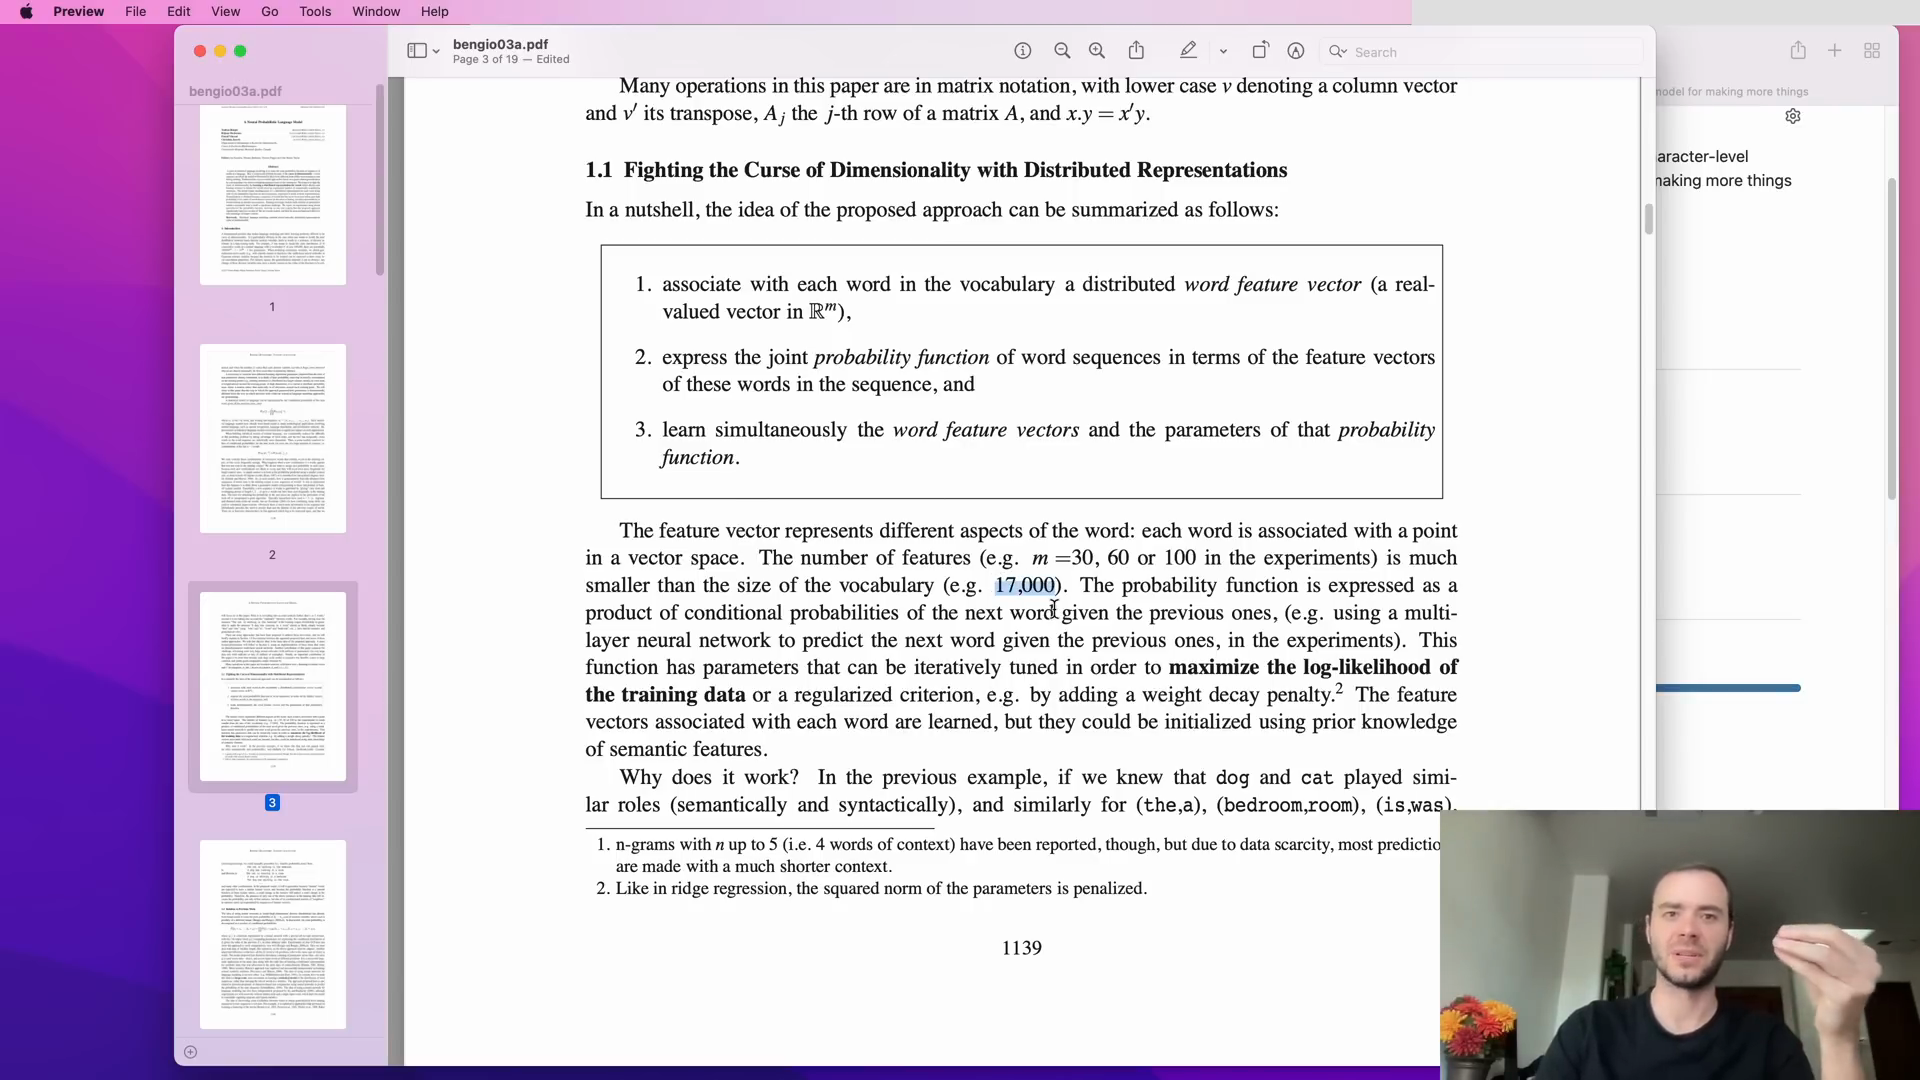 Preview File Edit View Go Tools Window Help
bengio03a.pdf
Page 3 of 19 — Edited
Search
bengio03a.pdf
1
2
3
Many operations in this paper are in matrix notation, with lower case v denoting a column vector
and v′ its transpose, Aj the j-th row of a matrix A, and x.y = x′y.
1.1 Fighting the Curse of Dimensionality with Distributed Representations
In a nutshell, the idea of the proposed approach can be summarized as follows:
1. associate with each word in the vocabulary a distributed word feature vector (a real-
valued vector in ℝᵐ),
2. express the joint probability function of word sequences in terms of the feature vectors
of these words in the sequence, and
3. learn simultaneously the word feature vectors and the parameters of that probability
function.
The feature vector represents different aspects of the word: each word is associated with a point
in a vector space. The number of features (e.g. m =30, 60 or 100 in the experiments) is much
smaller than the size of the vocabulary (e.g. 17,000). The probability function is expressed as a
product of conditional probabilities of the next word given the previous ones, (e.g. using a multi-
layer neural network to predict the next word given the previous ones, in the experiments). This
function has parameters that can be iteratively tuned in order to maximize the log-likelihood of
the training data or a regularized criterion, e.g. by adding a weight decay penalty.² The feature
vectors associated with each word are learned, but they could be initialized using prior knowledge
of semantic features.
Why does it work? In the previous example, if we knew that dog and cat played simi-
lar roles (semantically and syntactically), and similarly for (the,a), (bedroom,room), (is,was),
1. n-grams with n up to 5 (i.e. 4 words of context) have been reported, though, but due to data scarcity, most predictio
are made with a much shorter context.
2. Like in ridge regression, the squared norm of the parameters is penalized.
1139
model for making more things
aracter-level
making more things